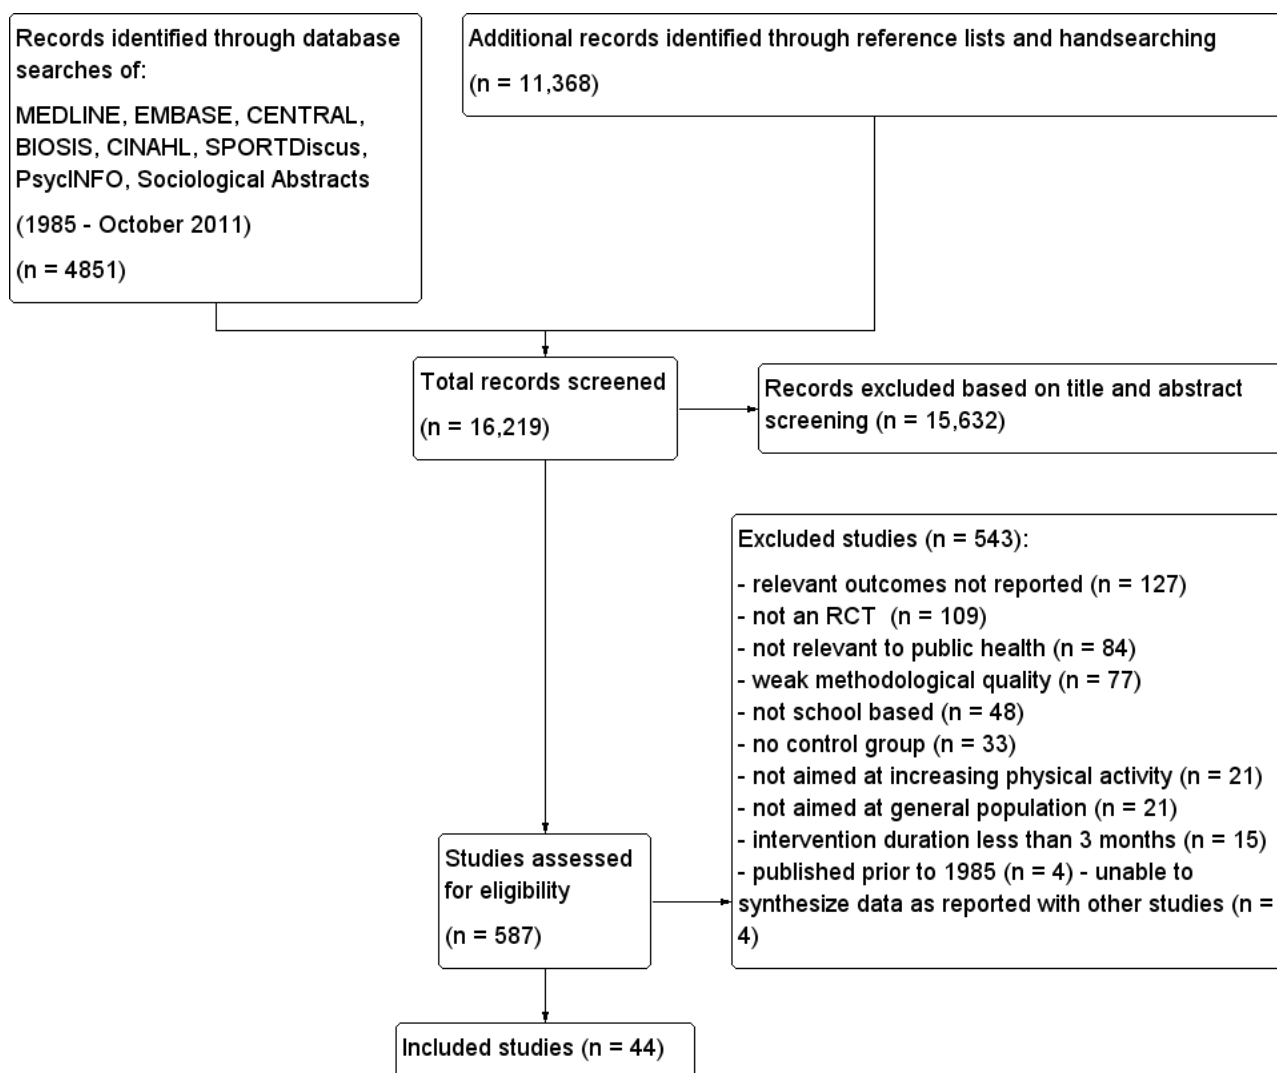 Records identified through database
searches of:
MEDLINE, EMBASE, CENTRAL,
BIOSIS, CINAHL, SPORTDiscus,
PsycINFO, Sociological Abstracts
(1985 - October 2011)
(n = 4851)
Additional records identified through reference lists and handsearching
(n = 11,368)
Total records screened
(n = 16,219)
Records excluded based on title and abstract
screening (n = 15,632)
Excluded studies (n = 543):
- relevant outcomes not reported (n = 127)
- not an RCT (n = 109)
- not relevant to public health (n = 84)
- weak methodological quality (n = 77)
- not school based (n = 48)
- no control group (n = 33)
- not aimed at increasing physical activity (n = 21)
- not aimed at general population (n = 21)
- intervention duration less than 3 months (n = 15)
- published prior to 1985 (n = 4) - unable to
synthesize data as reported with other studies (n =
4)
Studies assessed
for eligibility
(n = 587)
Included studies (n = 44)